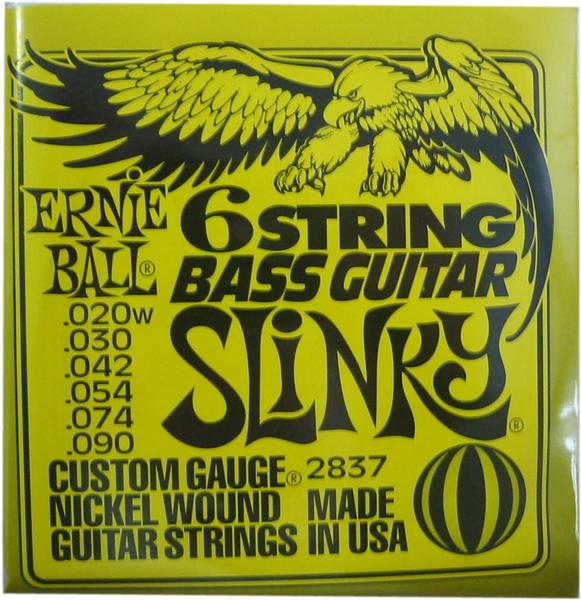 ERNiE
BALL®
6 STRING
BASS GUITAR
SLiNKY®
.020w
.030
.042
.054
.074
.090
CUSTOM GAUGE® 2837
NICKEL WOUND
GUITAR STRINGS
MADE
IN USA